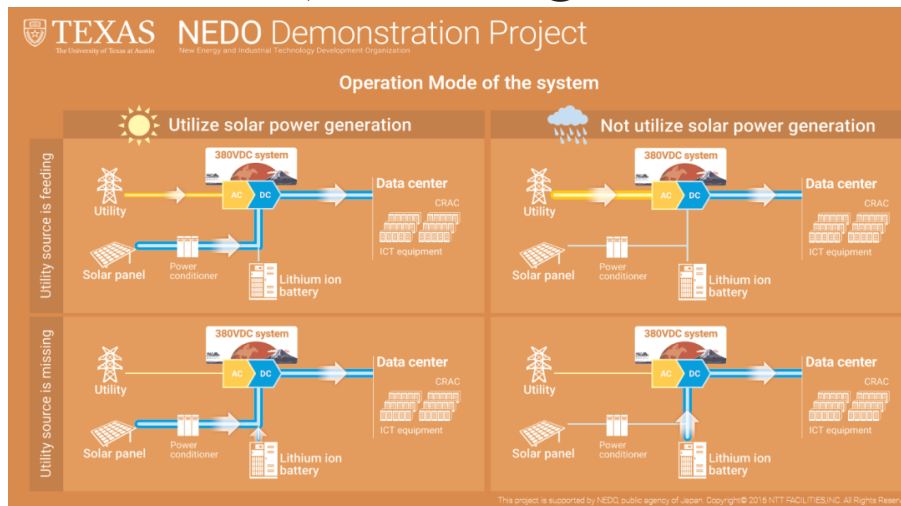 TEXAS
The University of Texas at Austin
NEDO Demonstration Project
New Energy and Industrial Technology Development Organization
Operation Mode of the system
Utilize solar power generation
Not utilize solar power generation
Utility source is feeding
380VDC system
AC DC
Utility
Data center
CRAC
ICT equipment
Solar panel
Power
conditioner
Lithium ion
battery
380VDC system
AC DC
Utility
Data center
CRAC
ICT equipment
Solar panel
Power
conditioner
Lithium ion
battery
Utility source is missing
380VDC system
AC DC
Utility
Data center
CRAC
ICT equipment
Solar panel
Power
conditioner
Lithium ion
battery
380VDC system
AC DC
Utility
Data center
CRAC
ICT equipment
Solar panel
Power
conditioner
Lithium ion
battery
This project is supported by NEDO, public agency of Japan. Copyright© 2016 NTT FACILITIES,INC. All Rights